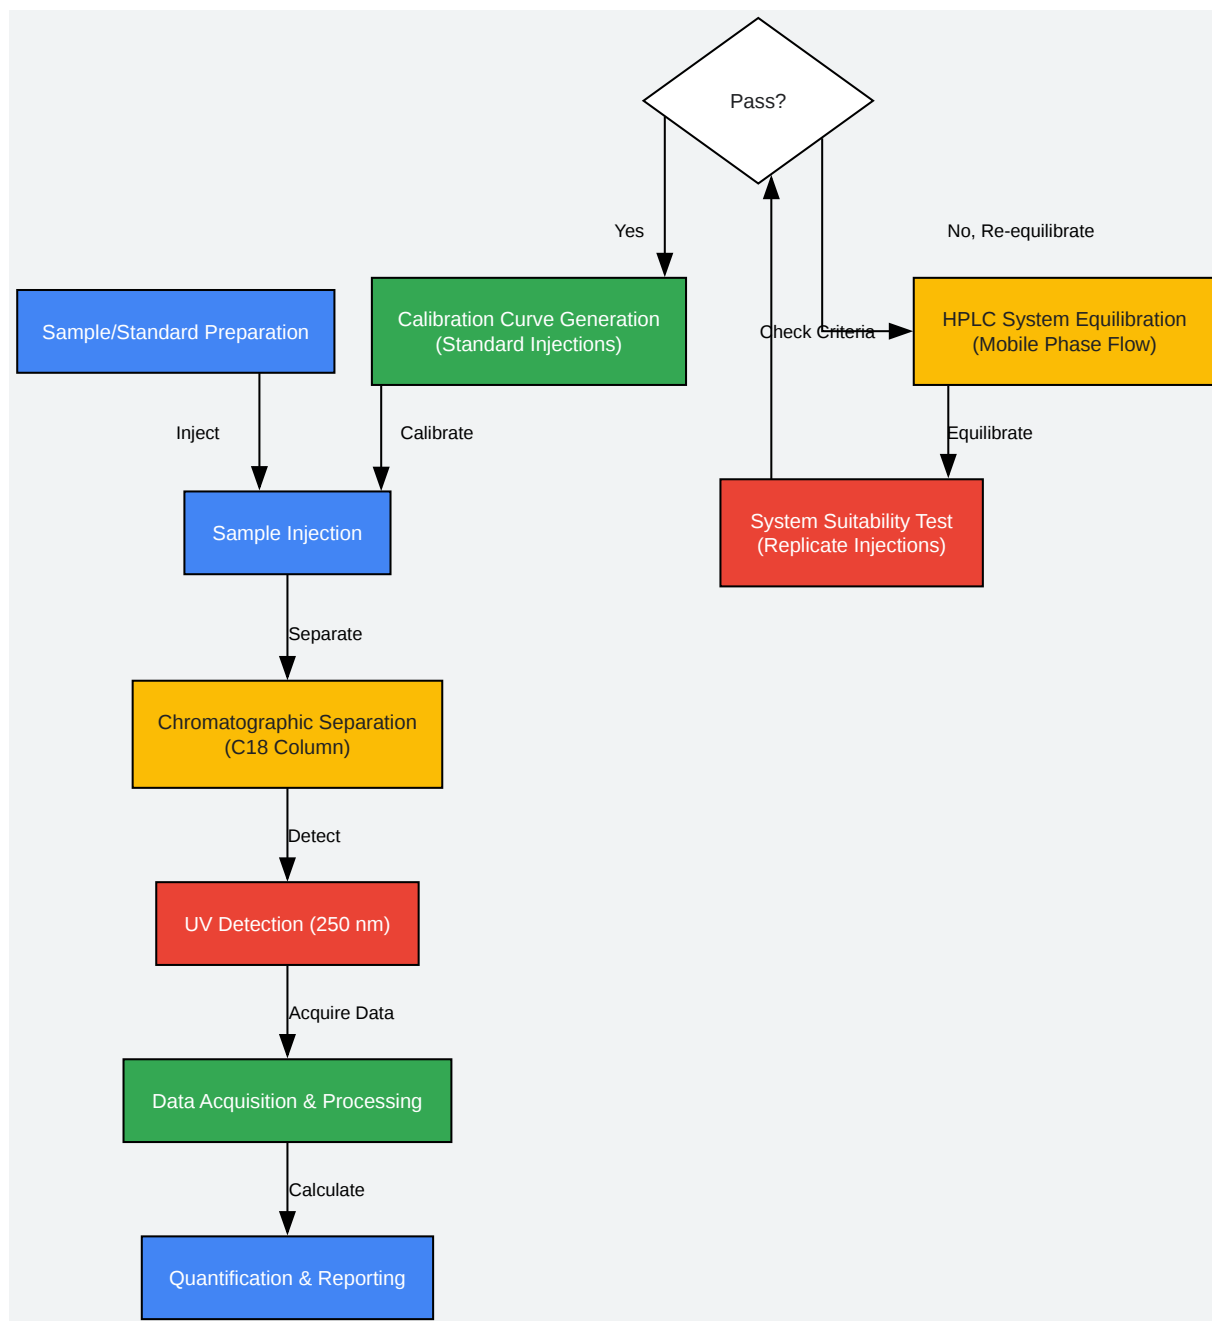 Pass?
Yes
No, Re-equilibrate
Sample/Standard Preparation
Calibration Curve Generation
(Standard Injections)
Check Criteria
HPLC System Equilibration
(Mobile Phase Flow)
Inject
Calibrate
Equilibrate
Sample Injection
System Suitability Test
(Replicate Injections)
Separate
Chromatographic Separation
(C18 Column)
Detect
UV Detection (250 nm)
Acquire Data
Data Acquisition & Processing
Calculate
Quantification & Reporting